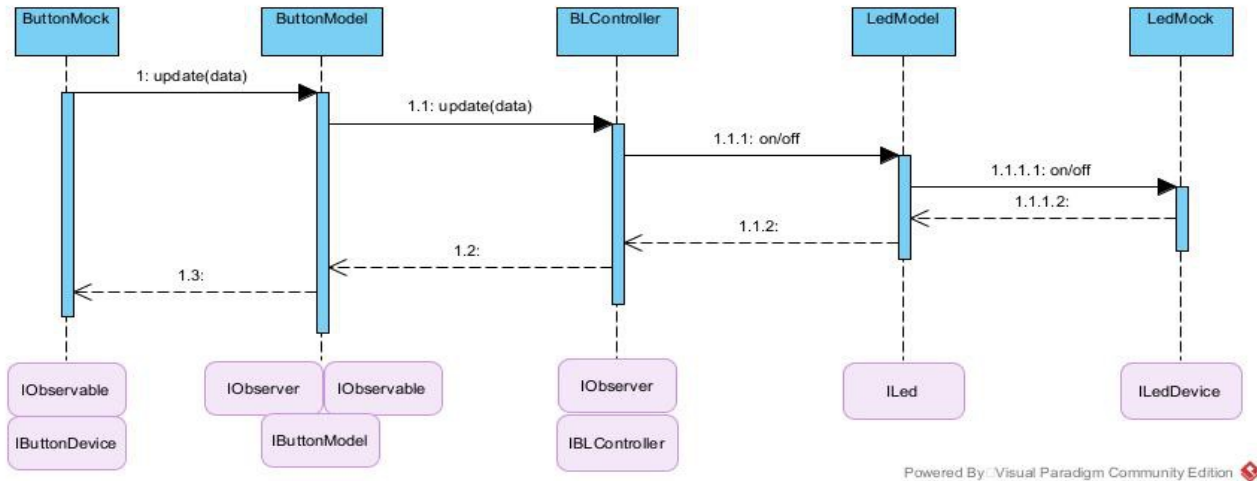 ButtonMock
ButtonModel
BLController
LedModel
LedMock
1: update(data)
1.1: update(data)
1.1.1: on/off
1.1.1.1: on/off
1.1.1.2:
1.1.2:
1.2:
1.3:
IObservable
IButtonDevice
IObserver
IObservable
IButtonModel
IObserver
IBLController
ILed
ILedDevice
Powered By Visual Paradigm Community Edition